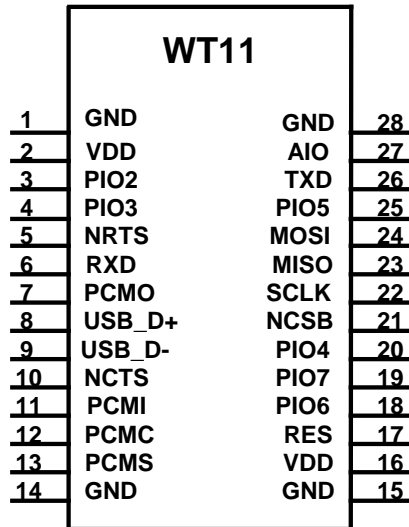 WT11
1 GND GND 28
2 VDD AIO 27
3 PIO2 TXD 26
4 PIO3 PIO5 25
5 NRTS MOSI 24
6 RXD MISO 23
7 PCMO SCLK 22
8 USB_D+ NCSB 21
9 USB_D- PIO4 20
10 NCTS PIO7 19
11 PCMI PIO6 18
12 PCMC RES 17
13 PCMS VDD 16
14 GND GND 15